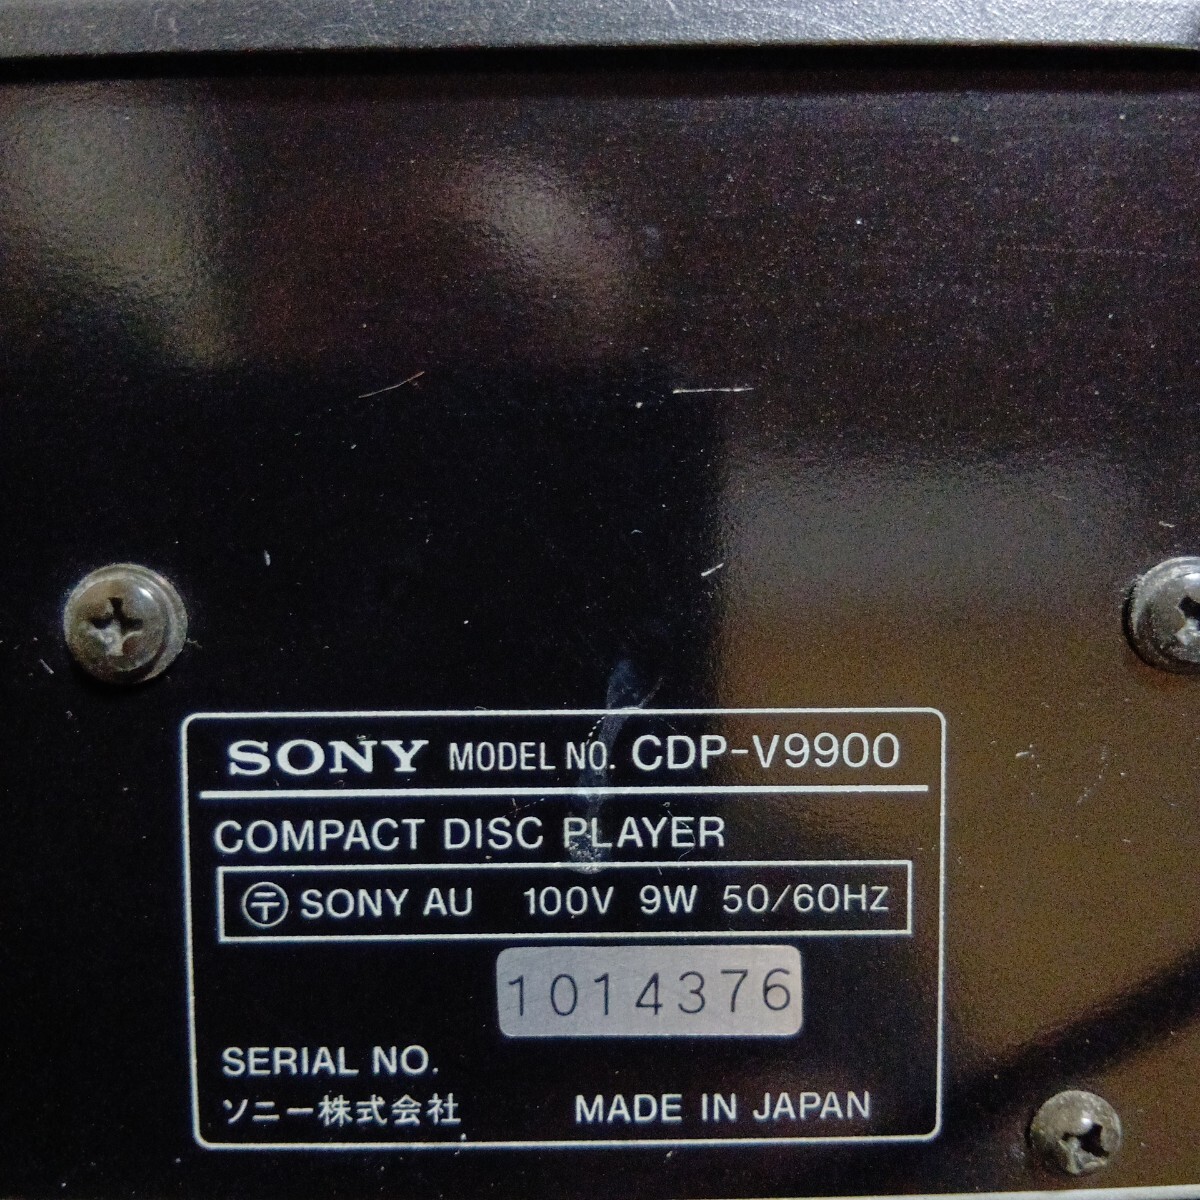 SONY MODEL NO. CDP-V9900
COMPACT DISC PLAYER
〒 SONY AU 100V 9W 50/60HZ
1014376
SERIAL NO.
ソニー株式会社 MADE IN JAPAN